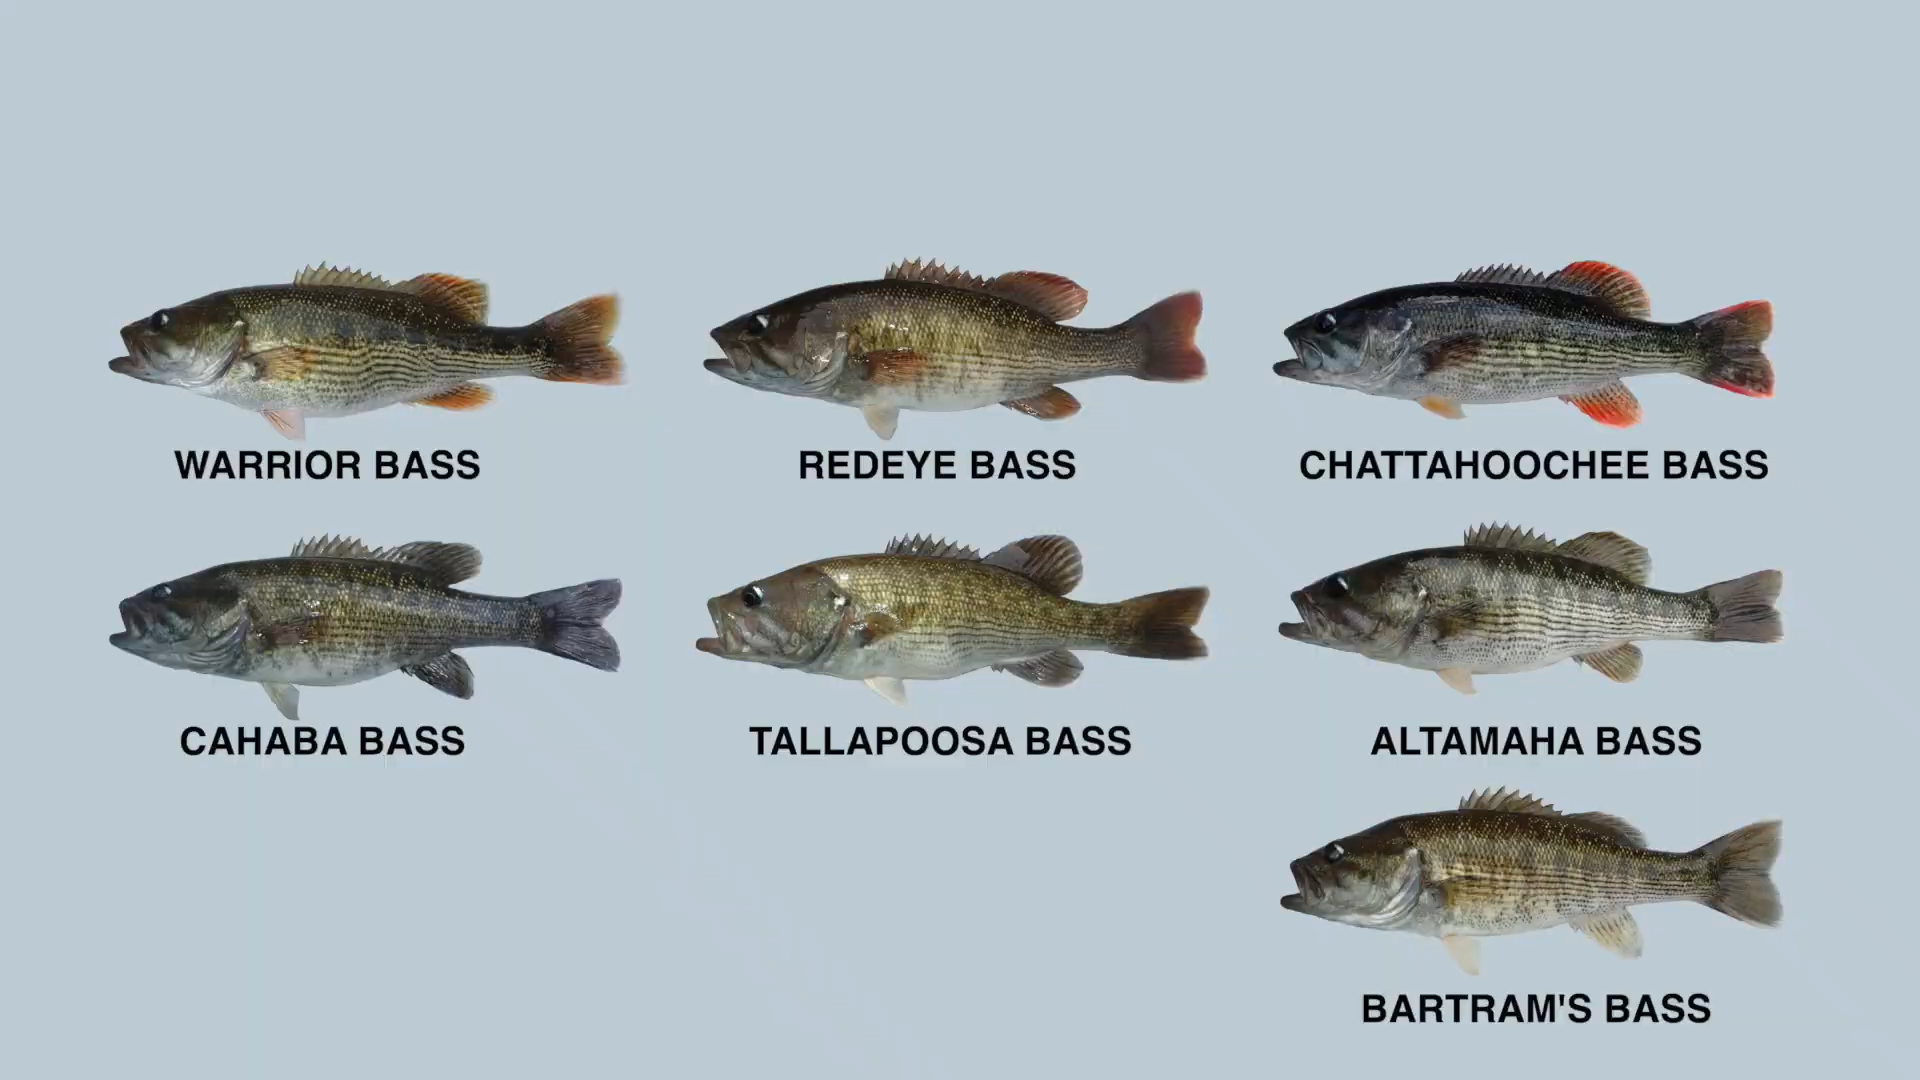 WARRIOR BASS
REDEYE BASS
CHATTAHOOCHEE BASS
CAHABA BASS
TALLAPOOSA BASS
ALTAMAHA BASS
BARTRAM'S BASS